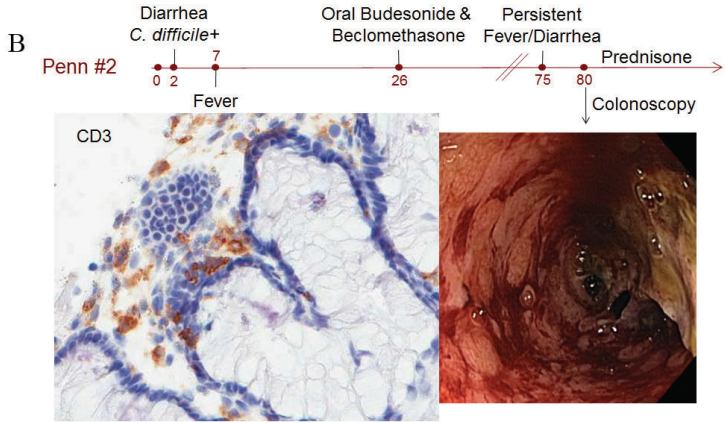 B
Diarrhea
C. difficile+
Oral Budesonide &
Beclomethasone
Persistent
Fever/Diarrhea
Penn #2
0
2
7
26
75
80
Prednisone
Fever
Colonoscopy
CD3